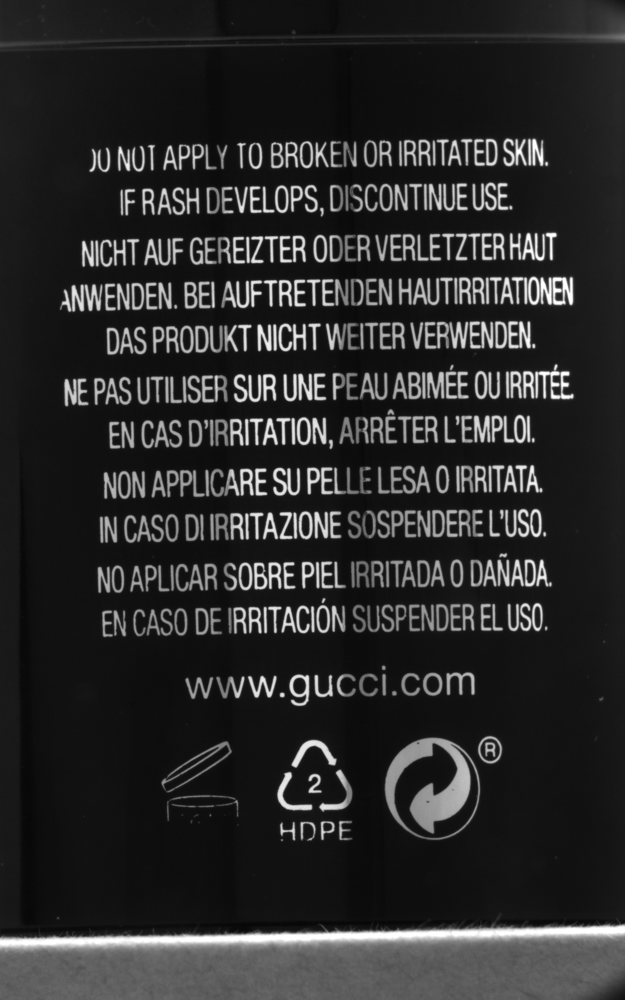 DO NOT APPLY TO BROKEN OR IRRITATED SKIN.
IF RASH DEVELOPS, DISCONTINUE USE.
NICHT AUF GEREIZTER ODER VERLETZTER HAUT
ANWENDEN. BEI AUFTRETENDEN HAUTIRRITATIONEN
DAS PRODUKT NICHT WEITER VERWENDEN.
NE PAS UTILISER SUR UNE PEAU ABIMÉE OU IRRITÉE.
EN CAS D'IRRITATION, ARRÊTER L'EMPLOI.
NON APPLICARE SU PELLE LESA O IRRITATA.
IN CASO DI IRRITAZIONE SOSPENDERE L'USO.
NO APLICAR SOBRE PIEL IRRITADA O DAÑADA.
EN CASO DE IRRITACIÓN SUSPENDER EL USO.
www.gucci.com
2
HDPE
®